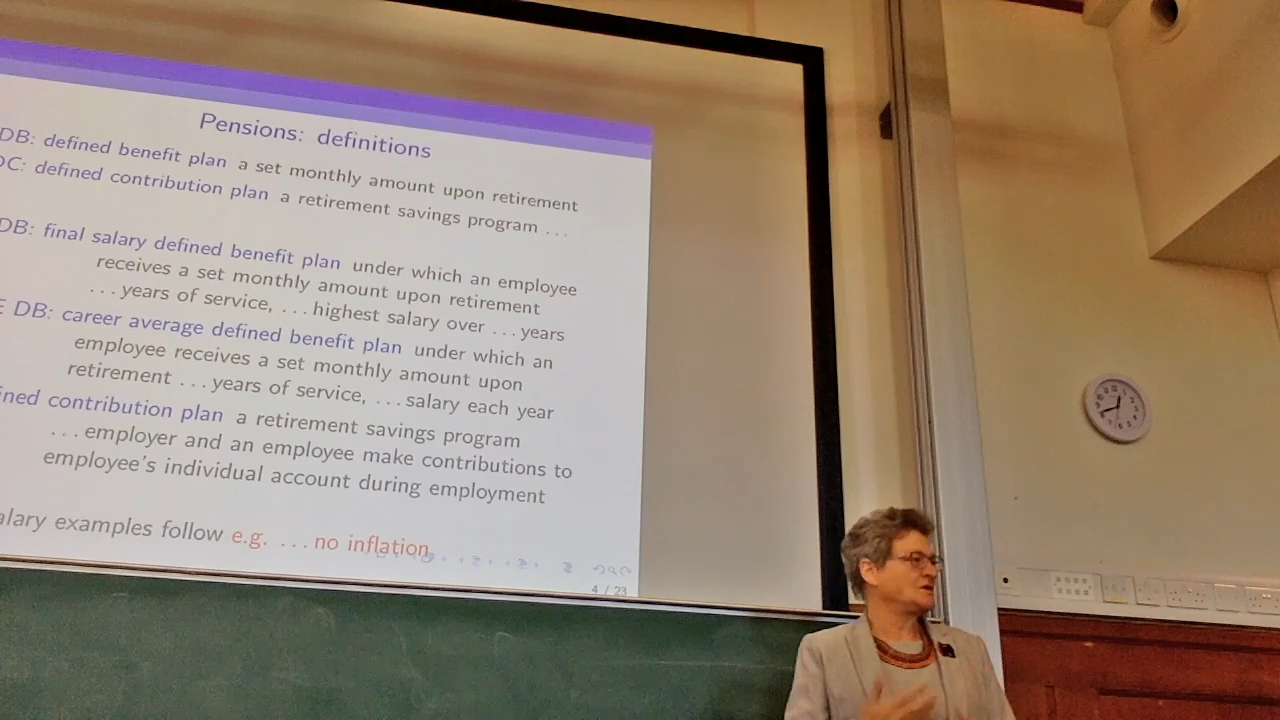 Pensions: definitions
DB: defined benefit plan a set monthly amount upon retirement
DC: defined contribution plan a retirement savings program ...
DB: final salary defined benefit plan under which an employee
receives a set monthly amount upon retirement
... years of service, ... highest salary over ... years
E DB: career average defined benefit plan under which an
employee receives a set monthly amount upon
retirement ... years of service, ... salary each year
contribution plan a retirement savings program
... employer and an employee make contributions to
employee's individual account during employment
examples follow e.g. ... no inflation
4 / 23